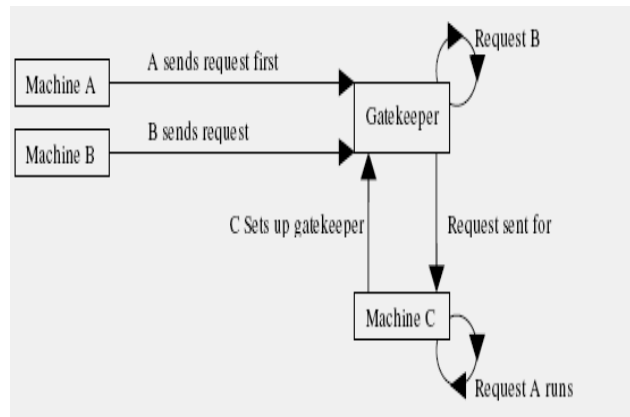 Request B
A sends request first
Machine A
Gatekeeper
B sends request
Machine B
C Sets up gatekeeper
Request sent for
Machine C
Request A runs